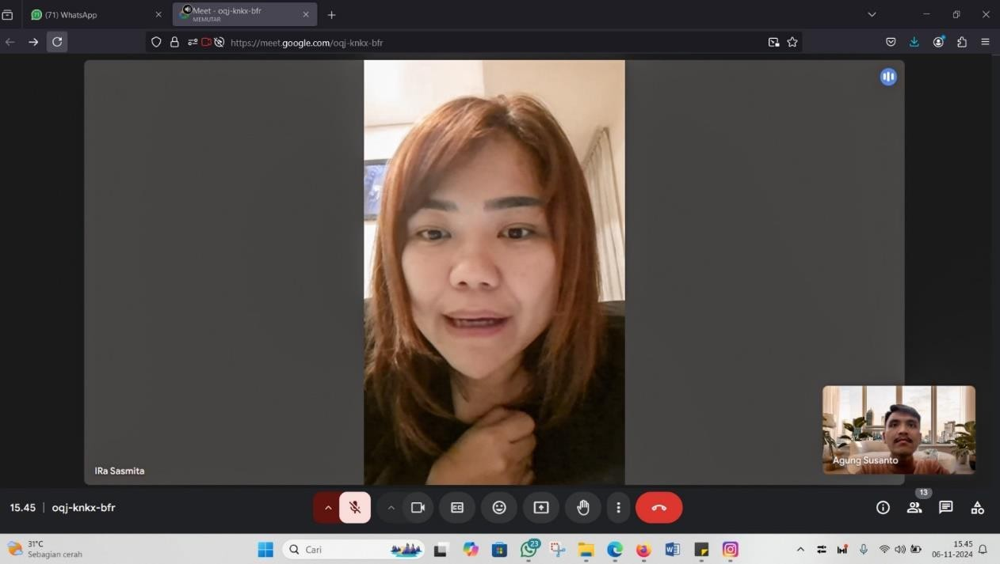 (71) WhatsApp
Meet - oqj-knkx-bfr
MEMUTAR
https://meet.google.com/oqj-knkx-bfr
IRa Sasmita
Agung Susanto
15.45 | oqj-knkx-bfr
13
31°C
Sebagian cerah
Cari
23
15.45
06-11-2024